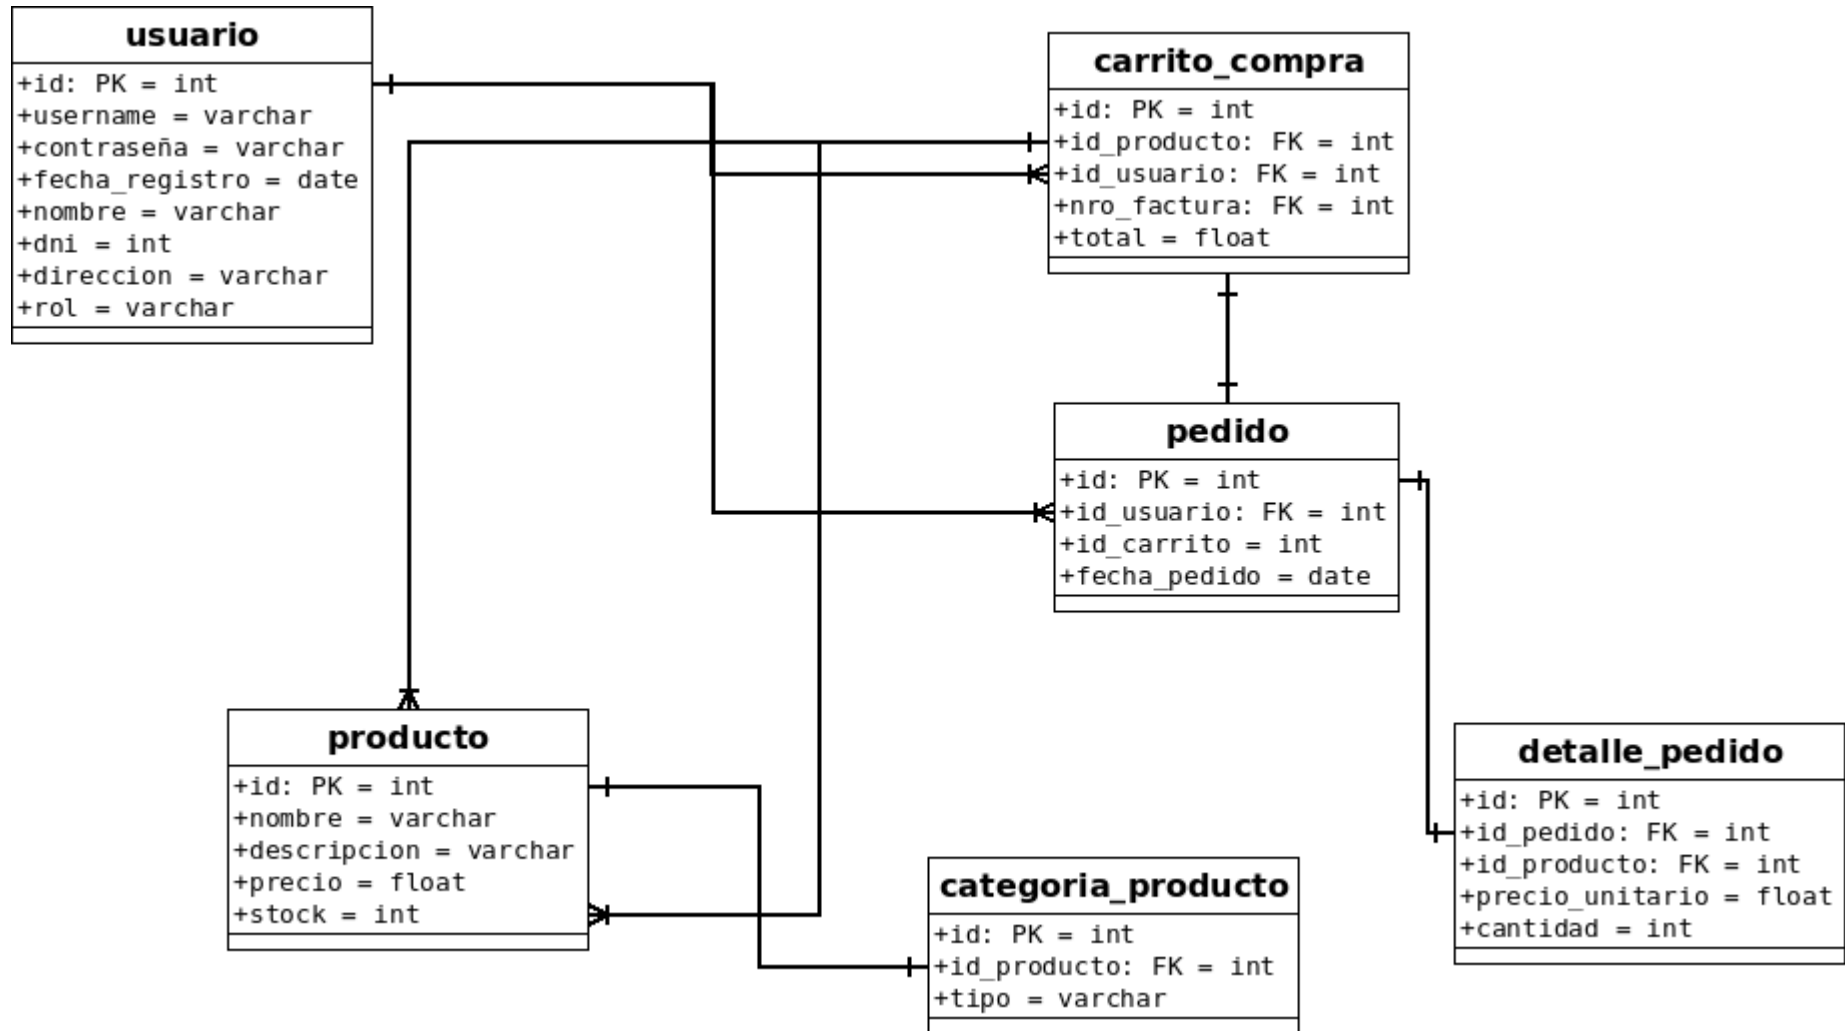 usuario
+id: PK = int
+username = varchar
+contraseña = varchar
+fecha_registro = date
+nombre = varchar
+dni = int
+direccion = varchar
+rol = varchar
carrito_compra
+id: PK = int
+id_producto: FK = int
+id_usuario: FK = int
+nro_factura: FK = int
+total = float
pedido
+id: PK = int
+id_usuario: FK = int
+id_carrito = int
+fecha_pedido = date
producto
+id: PK = int
+nombre = varchar
+descripcion = varchar
+precio = float
+stock = int
categoria_producto
+id: PK = int
+id_producto: FK = int
+tipo = varchar
detalle_pedido
+id: PK = int
+id_pedido: FK = int
+id_producto: FK = int
+precio_unitario = float
+cantidad = int